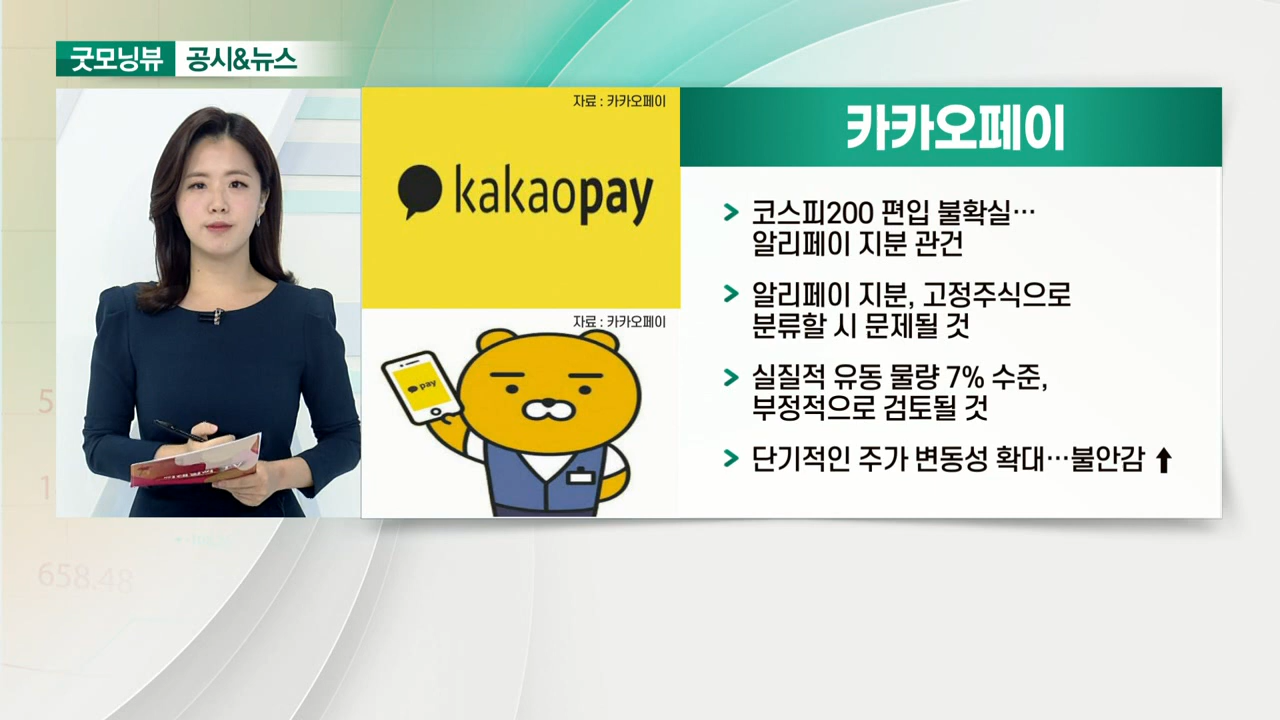 굿모닝뷰 공시&뉴스
자료 : 카카오페이
kakaopay
자료 : 카카오페이
pay
카카오페이
> 코스피200 편입 불확실…
알리페이 지분 관건
> 알리페이 지분, 고정주식으로
분류할 시 문제될 것
> 실질적 유동 물량 7% 수준,
부정적으로 검토될 것
> 단기적인 주가 변동성 확대…불안감 ↑
658.48